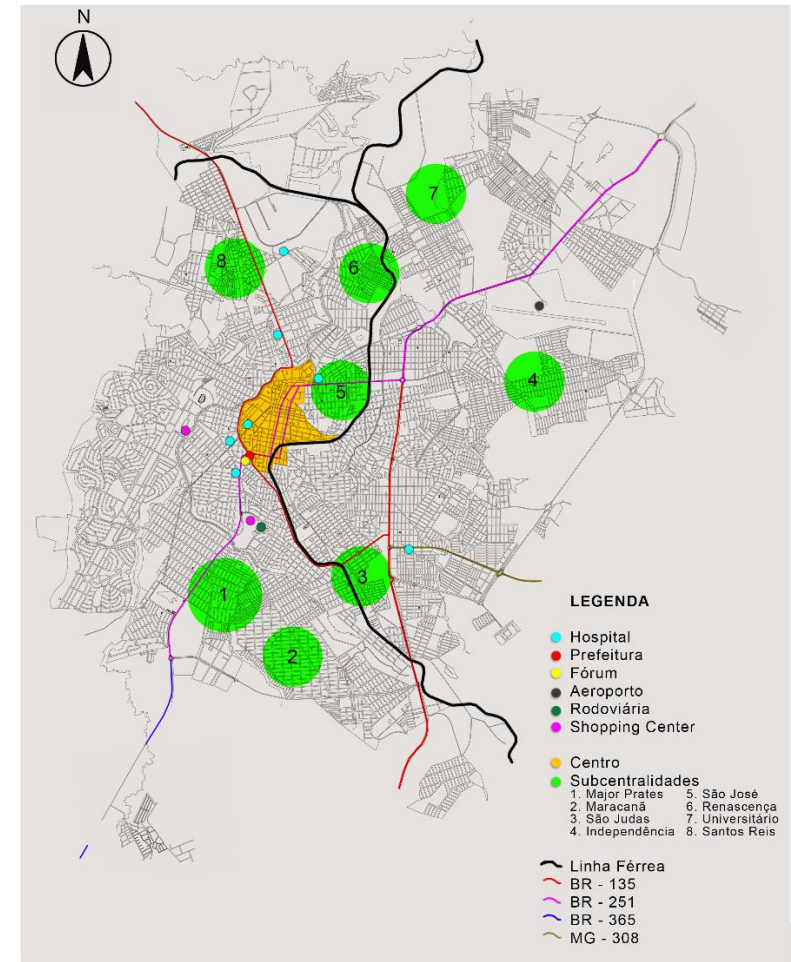 N
7
8
6
5
4
3
1
2
LEGENDA
Hospital
Prefeitura
Fórum
Aeroporto
Rodoviária
Shopping Center
Centro
Subcentralidades
1. Major Prates 5. São José
2. Maracanã 6. Renascença
3. São Judas 7. Universitário
4. Independência 8. Santos Reis
Linha Férrea
BR - 135
BR - 251
BR - 365
MG - 308